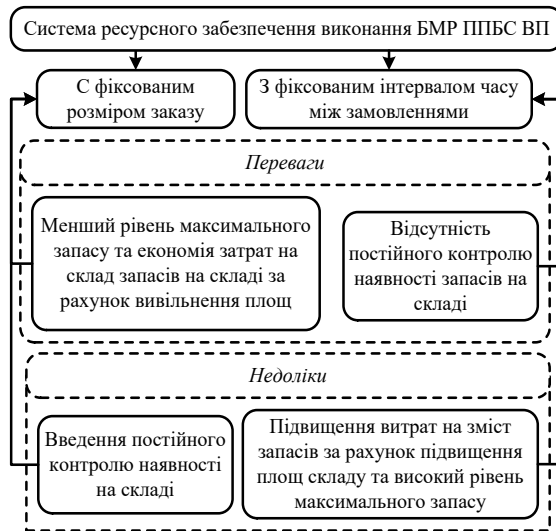 Система ресурсного забезпечення виконання БМР ППБС ВП
С фіксованим
розміром заказу
З фіксованим інтервалом часу
між замовленнями
Переваги
Менший рівень максимального
запасу та економія затрат на
склад запасів на складі за
рахунок вивільнення площ
Відсутність
постійного контролю
наявності запасів на
складі
Недоліки
Введення постійного
контролю наявності
на складі
Підвищення витрат на зміст
запасів за рахунок підвищення
площ складу та високий рівень
максимального запасу